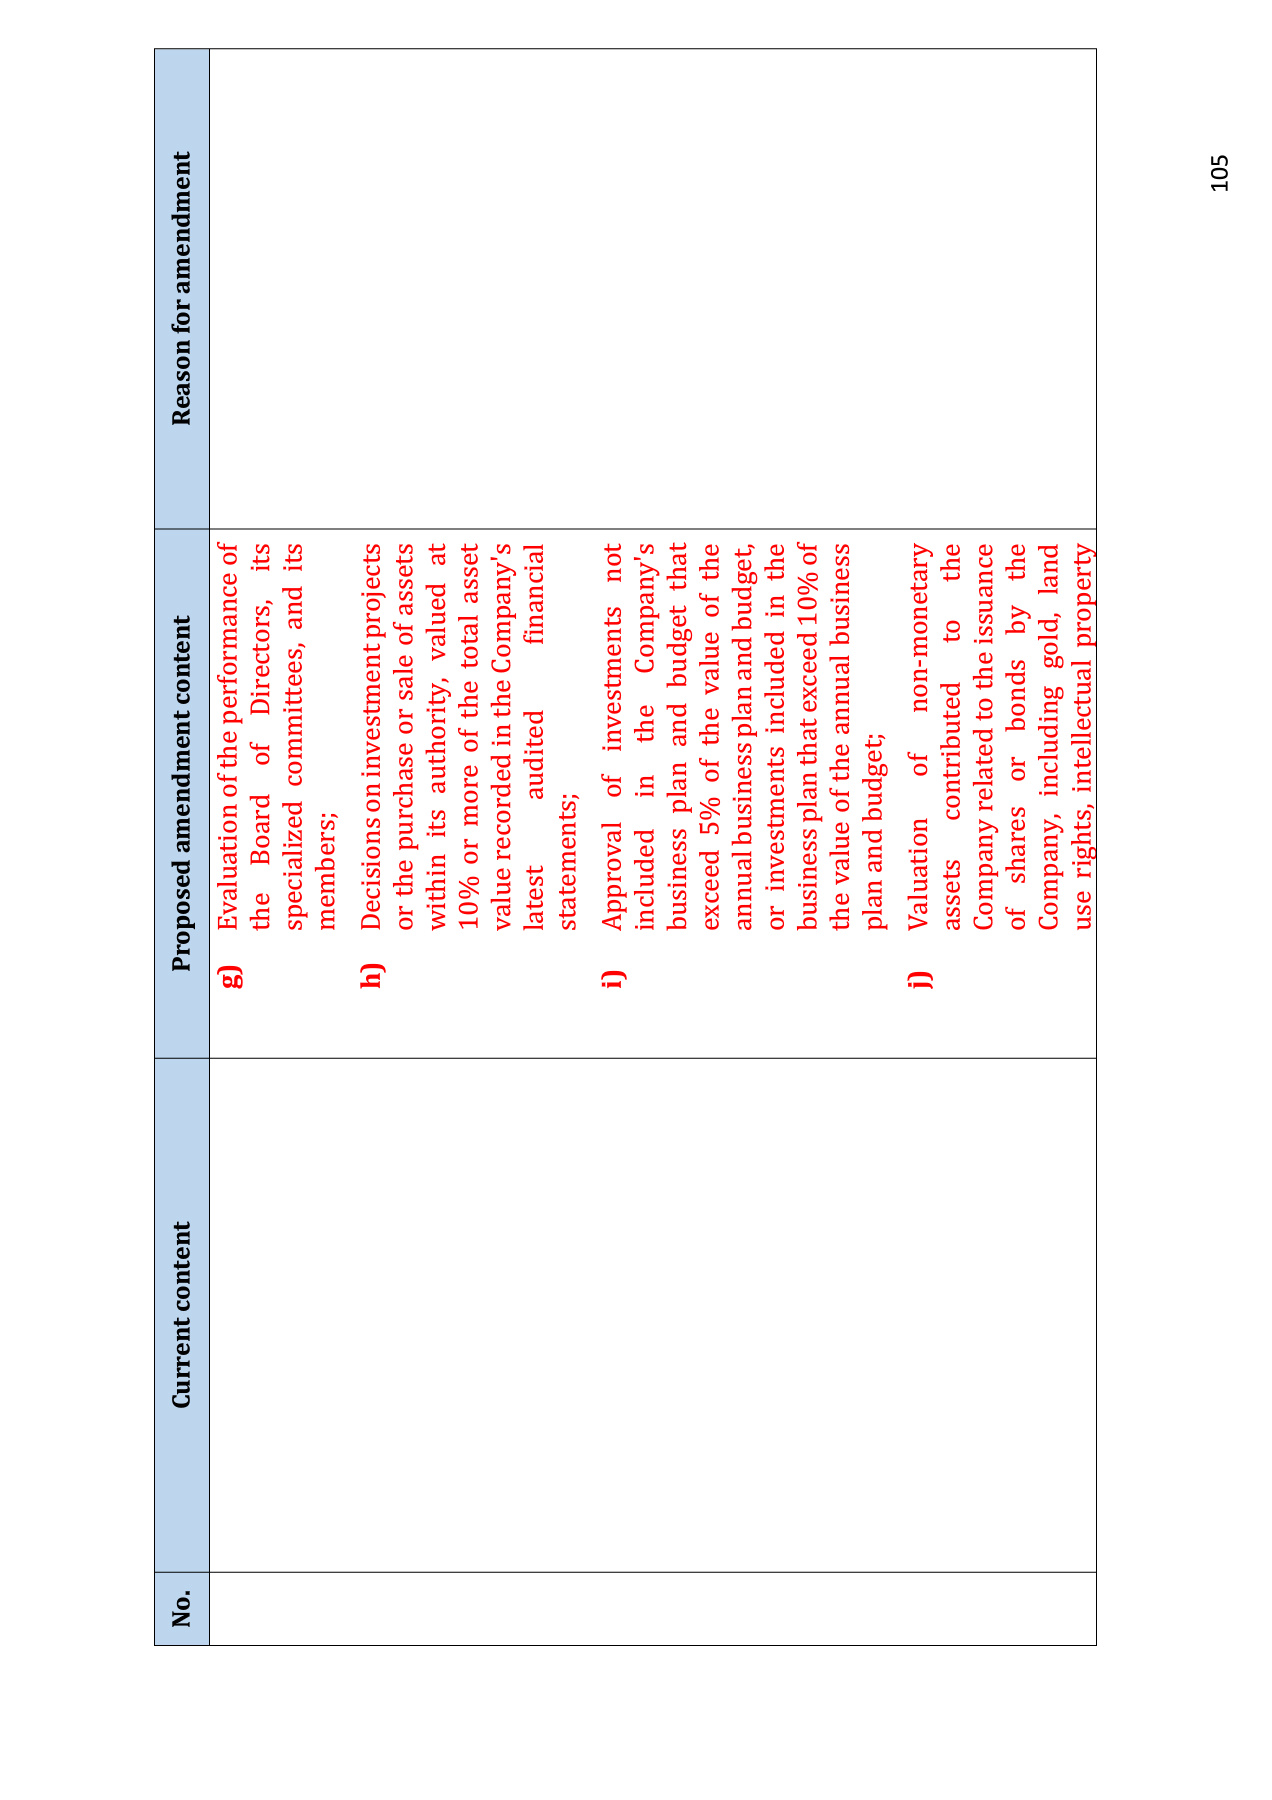 No.
Current content
Proposed amendment content
Reason for amendment
g) Evaluation of the performance of
the Board of Directors, its
specialized committees, and its
members;
h) Decisions on investment projects
or the purchase or sale of assets
within its authority, valued at
10% or more of the total asset
value recorded in the Company's
latest audited financial
statements;
i) Approval of investments not
included in the Company's
business plan and budget that
exceed 5% of the value of the
annual business plan and budget,
or investments included in the
business plan that exceed 10% of
the value of the annual business
plan and budget;
j) Valuation of non-monetary
assets contributed to the
Company related to the issuance
of shares or bonds by the
Company, including gold, land
use rights, intellectual property
105